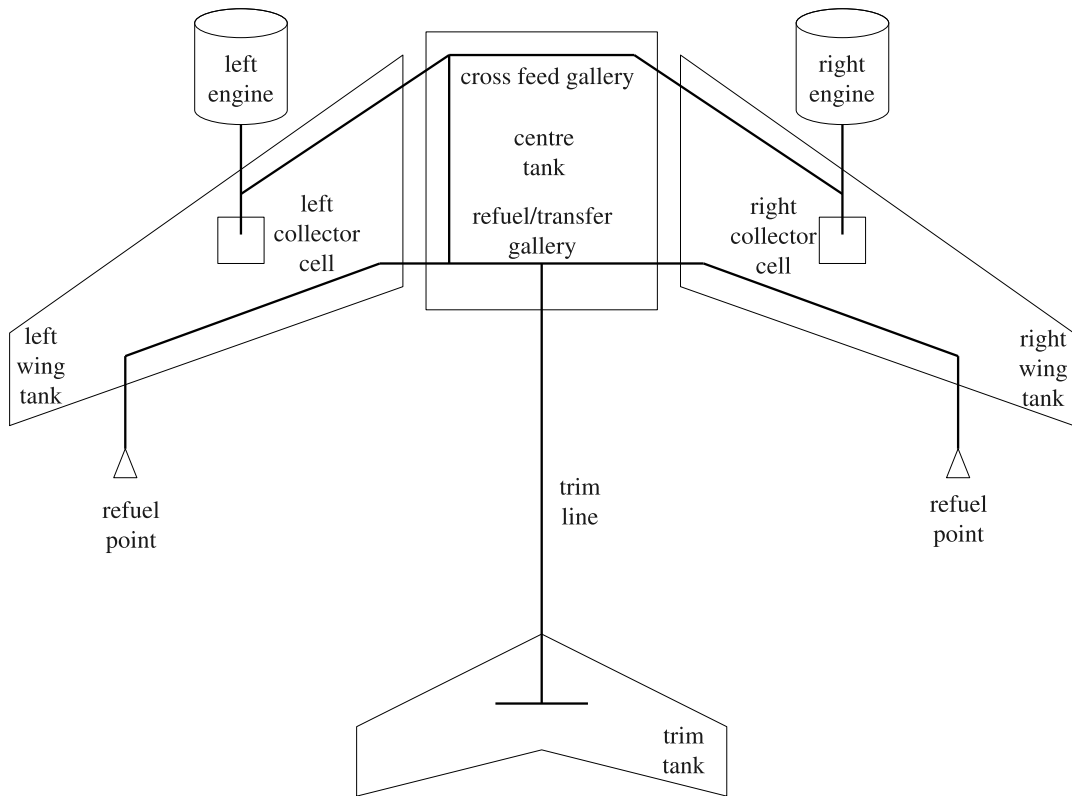 left
engine
right
engine
cross feed gallery
centre
tank
left
collector
cell
refuel/transfer
gallery
right
collector
cell
left
wing
tank
right
wing
tank
refuel
point
trim
line
refuel
point
trim
tank